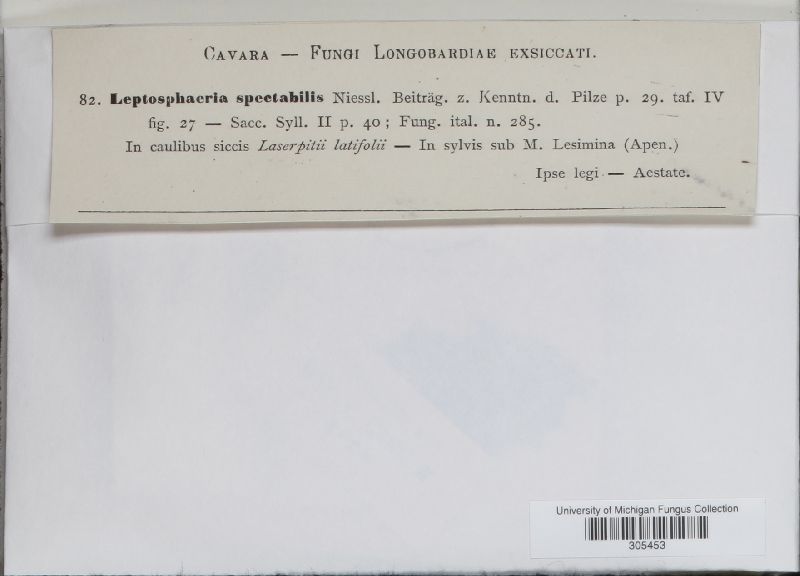 Cavara — Fungi Longobardiae exsiccati.
82. Leptosphaeria spectabilis Niessl. Beiträg. z. Kenntn. d. Pilze p. 29. taf. IV
fig. 27 — Sacc. Syll. II p. 40 ; Fung. ital. n. 285.
In caulibus siccis Laserpitii latifolii — In sylvis sub M. Lesimina (Apen.)
Ipse legi — Aestate.
University of Michigan Fungus Collection
305453